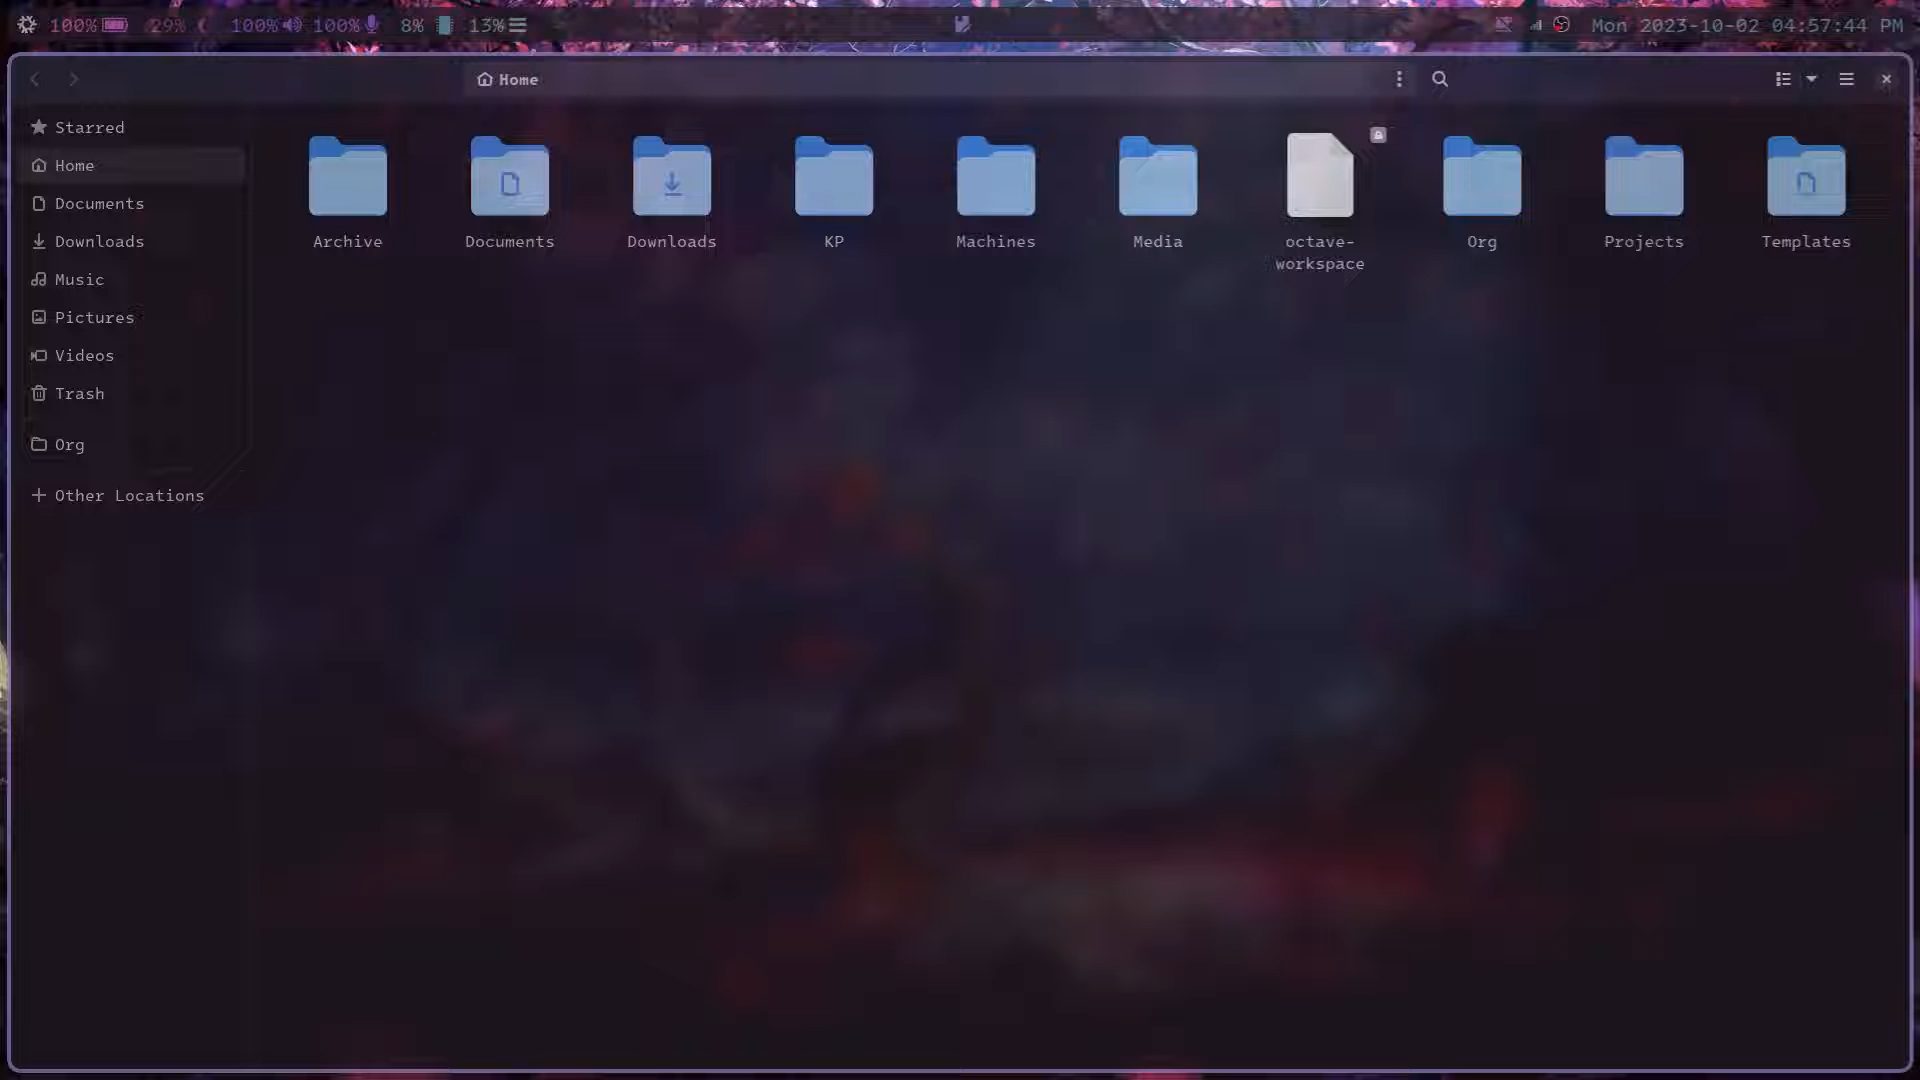 100% 29% 100% 100% 8% 13% Mon 2023-10-02 04:57:44 PM
Home
Starred
Home
Documents
Downloads
Music
Pictures
Videos
Trash
Org
Other Locations
Archive Documents Downloads KP Machines Media octave- Org Projects Templates
workspace